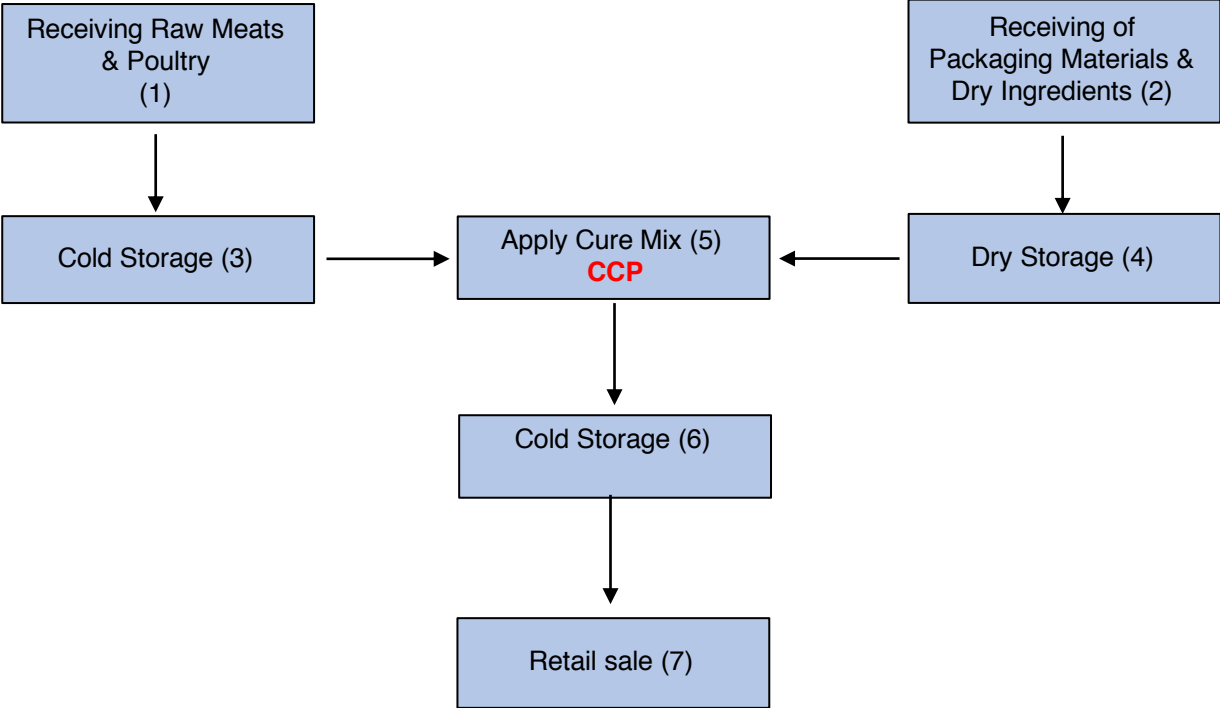 Receiving Raw Meats
& Poultry
(1)
Receiving of
Packaging Materials &
Dry Ingredients (2)
Cold Storage (3)
Apply Cure Mix (5)
CCP
Dry Storage (4)
Cold Storage (6)
Retail sale (7)